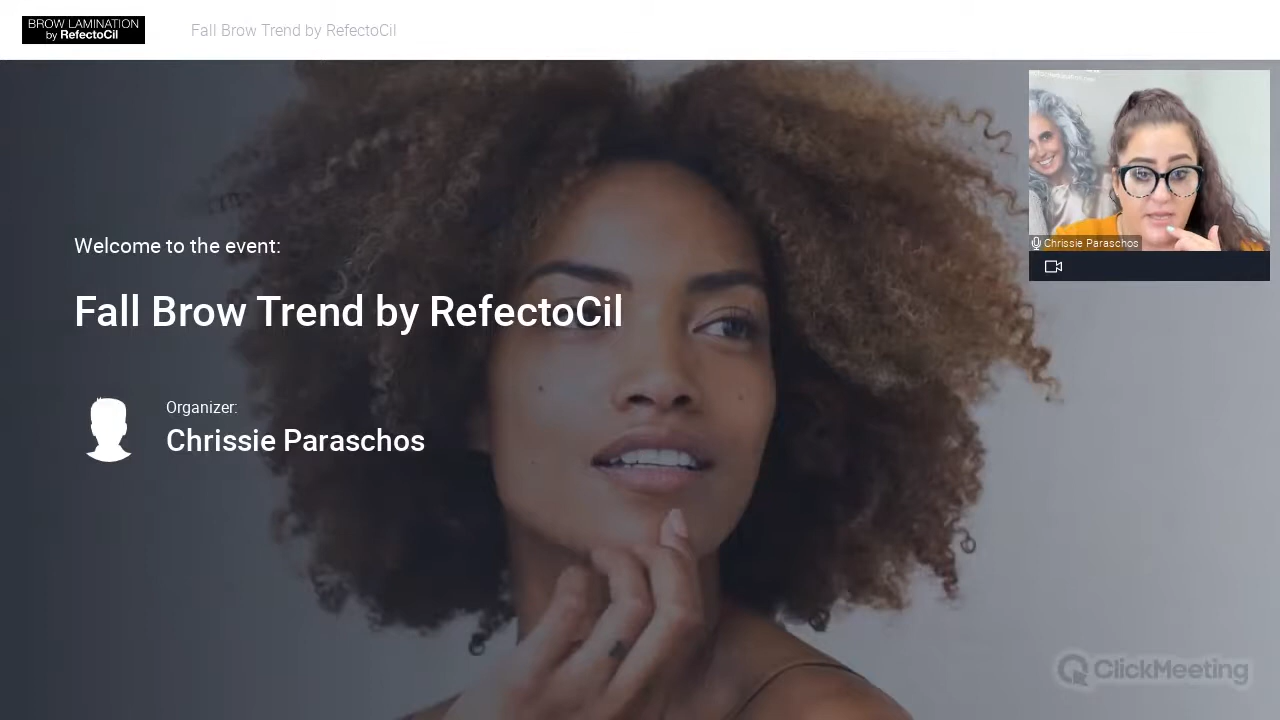 BROW LAMINATION
by RefectoCil
Fall Brow Trend by RefectoCil
Welcome to the event:
Fall Brow Trend by RefectoCil
Organizer:
Chrissie Paraschos
Chrissie Paraschos
ClickMeeting